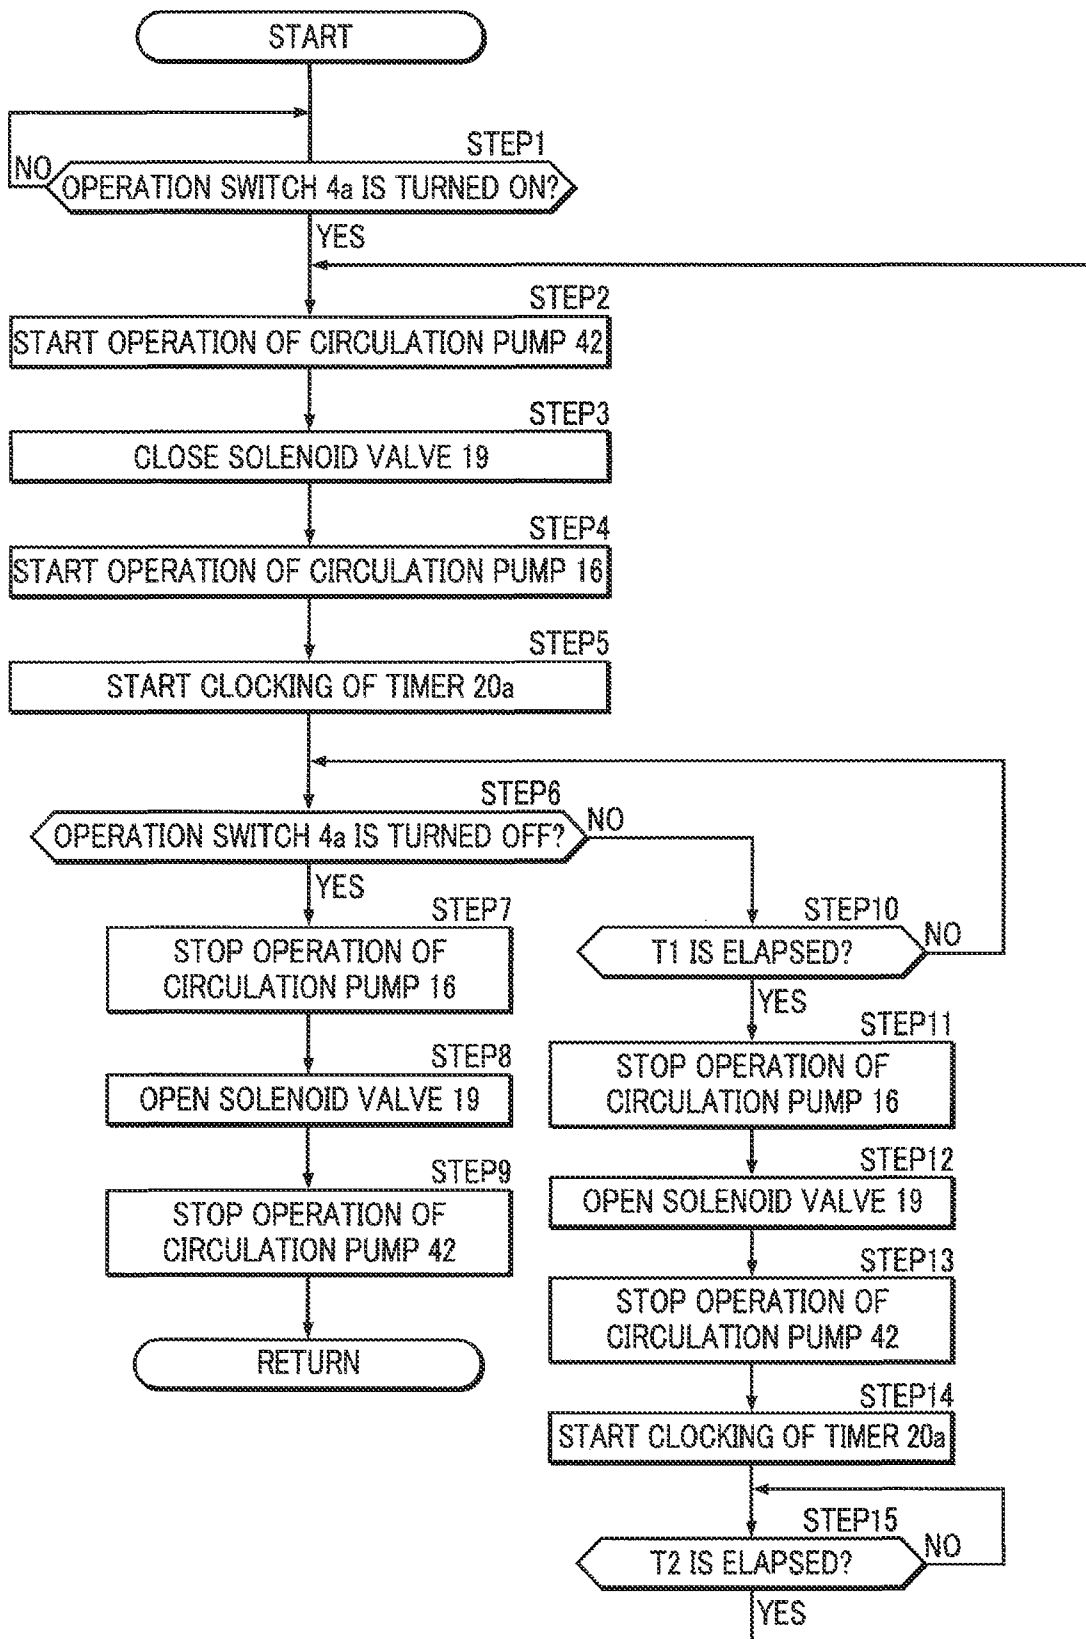 START
STEP1
NO
OPERATION SWITCH 4a IS TURNED ON?
YES
STEP2
START OPERATION OF CIRCULATION PUMP 42
STEP3
CLOSE SOLENOID VALVE 19
STEP4
START OPERATION OF CIRCULATION PUMP 16
STEP5
START CLOCKING OF TIMER 20a
STEP6
OPERATION SWITCH 4a IS TURNED OFF?
NO
YES
STEP7
STOP OPERATION OF
CIRCULATION PUMP 16
STEP8
OPEN SOLENOID VALVE 19
STEP9
STOP OPERATION OF
CIRCULATION PUMP 42
RETURN
STEP10
T1 IS ELAPSED?
NO
YES
STEP11
STOP OPERATION OF
CIRCULATION PUMP 16
STEP12
OPEN SOLENOID VALVE 19
STEP13
STOP OPERATION OF
CIRCULATION PUMP 42
STEP14
START CLOCKING OF TIMER 20a
STEP15
T2 IS ELAPSED?
NO
YES